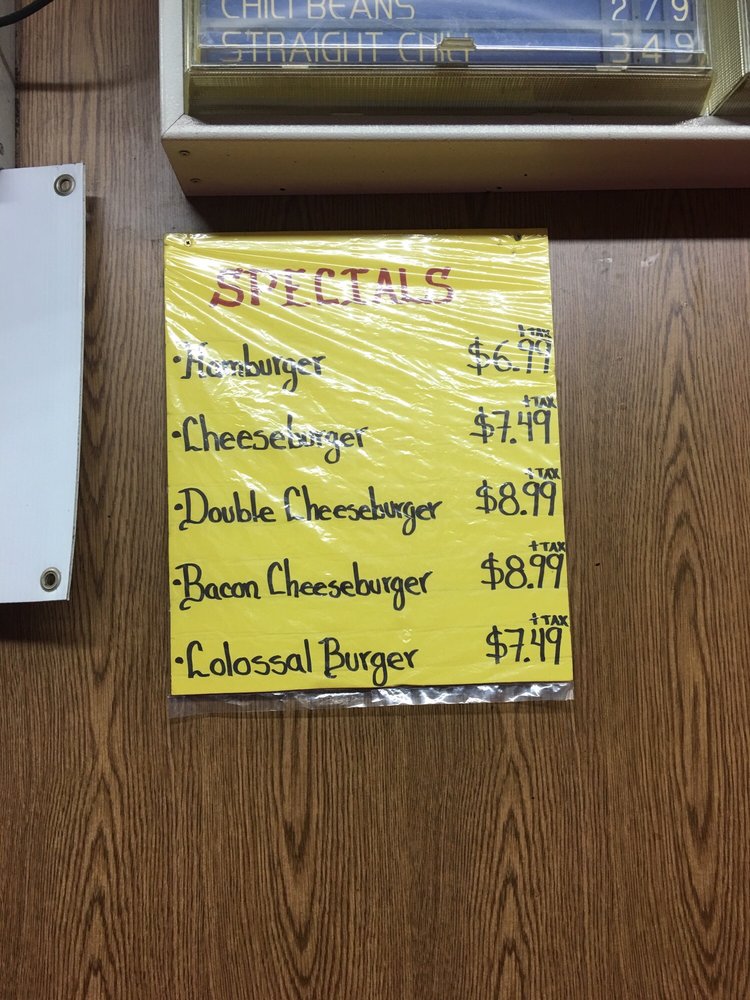 CHILI BEANS 2 79
STRAIGHT CHILI 3 49
SPECIALS
+ TAX
• Hamburger $6.99
+ TAX
• Cheeseburger $7.49
+ TAX
• Double Cheeseburger $8.99
+ TAX
• Bacon Cheeseburger $8.99
+ TAX
• Colossal Burger $7.49